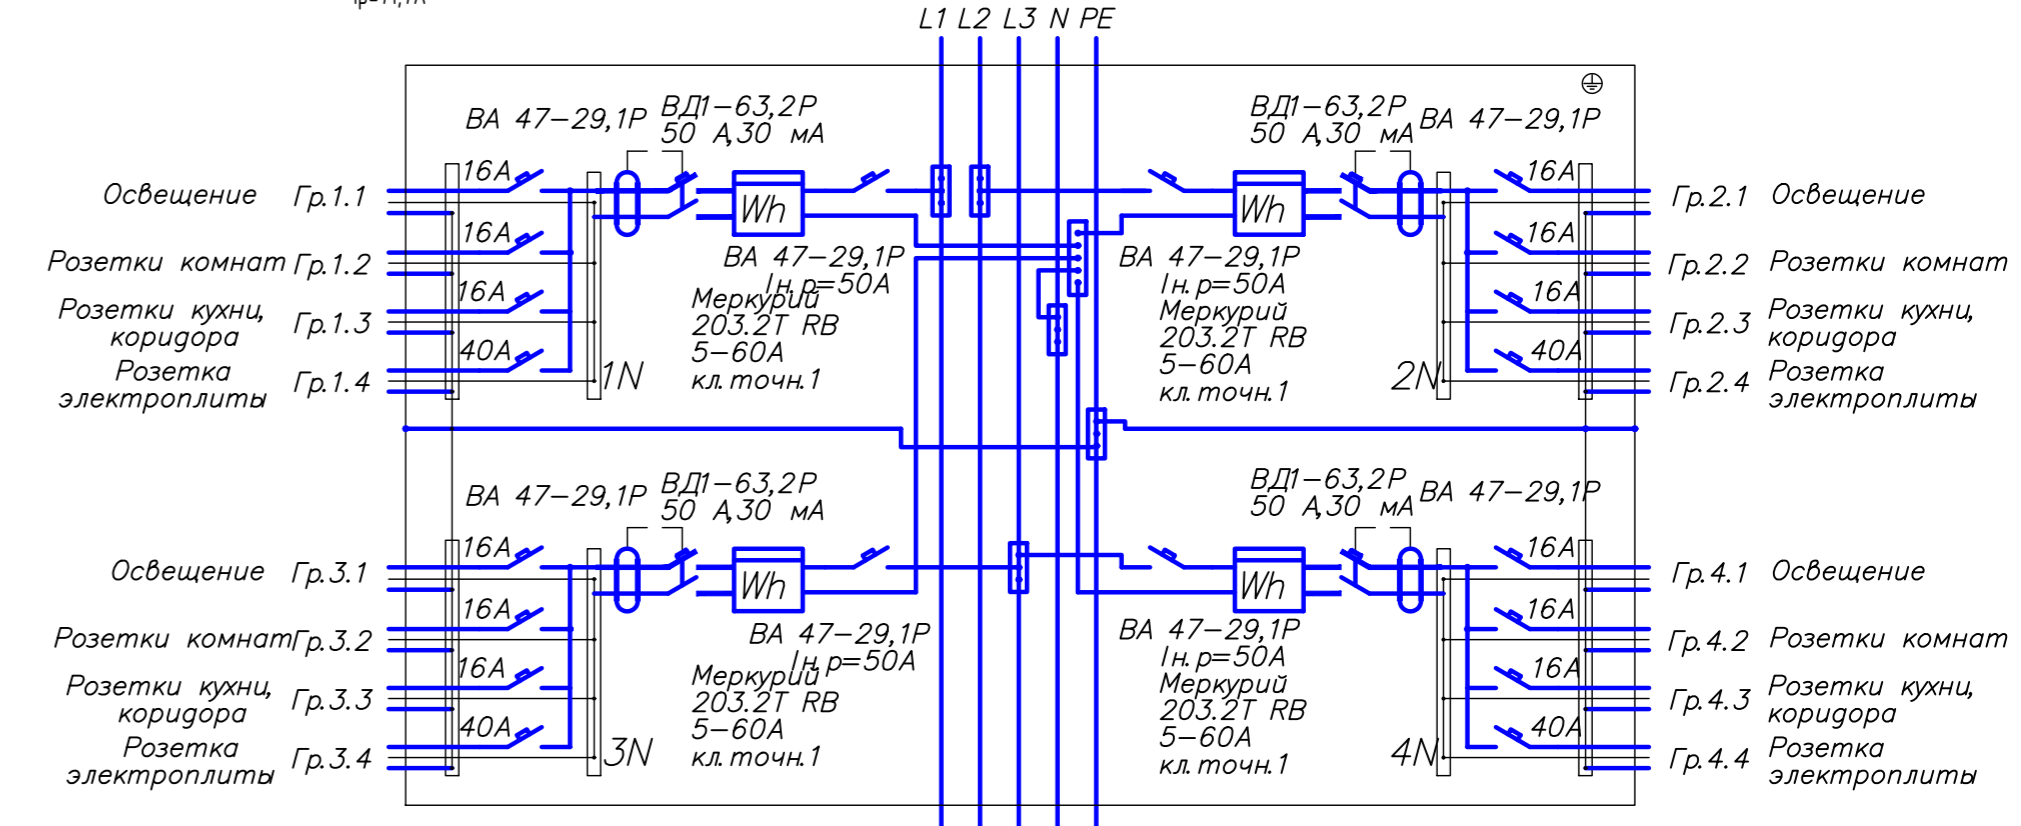 L1 L2 L3 N PE
ВА 47-29,1Р
ВД1-63,2Р
50 А,30 мА
ВД1-63,2Р
50 А,30 мА
ВА 47-29,1Р
Освещение Гр.1.1 16А
Розетки комнат Гр.1.2 16А
Розетки кухни,
коридора
Гр.1.3 16А
Розетка
электроплиты
Гр.1.4 40А
1N
Wh
ВА 47-29,1Р
Iн.р=50А
Меркурий
203.2Т RB
5-60А
кл.точн.1
Wh
ВА 47-29,1Р
Iн.р=50А
Меркурий
203.2Т RB
5-60А
кл.точн.1
2N
16А Гр.2.1 Освещение
16А Гр.2.2 Розетки комнат
16А Гр.2.3
Розетки кухни,
коридора
40А Гр.2.4
Розетка
электроплиты
ВА 47-29,1Р
ВД1-63,2Р
50 А,30 мА
ВД1-63,2Р
50 А,30 мА
ВА 47-29,1Р
Освещение Гр.3.1 16А
Розетки комнат Гр.3.2 16А
Розетки кухни,
коридора
Гр.3.3 16А
Розетка
электроплиты
Гр.3.4 40А
3N
Wh
ВА 47-29,1Р
Iн.р=50А
Меркурий
203.2Т RB
5-60А
кл.точн.1
Wh
ВА 47-29,1Р
Iн.р=50А
Меркурий
203.2Т RB
5-60А
кл.точн.1
4N
16А Гр.4.1 Освещение
16А Гр.4.2 Розетки комнат
16А Гр.4.3
Розетки кухни,
коридора
40А Гр.4.4
Розетка
электроплиты